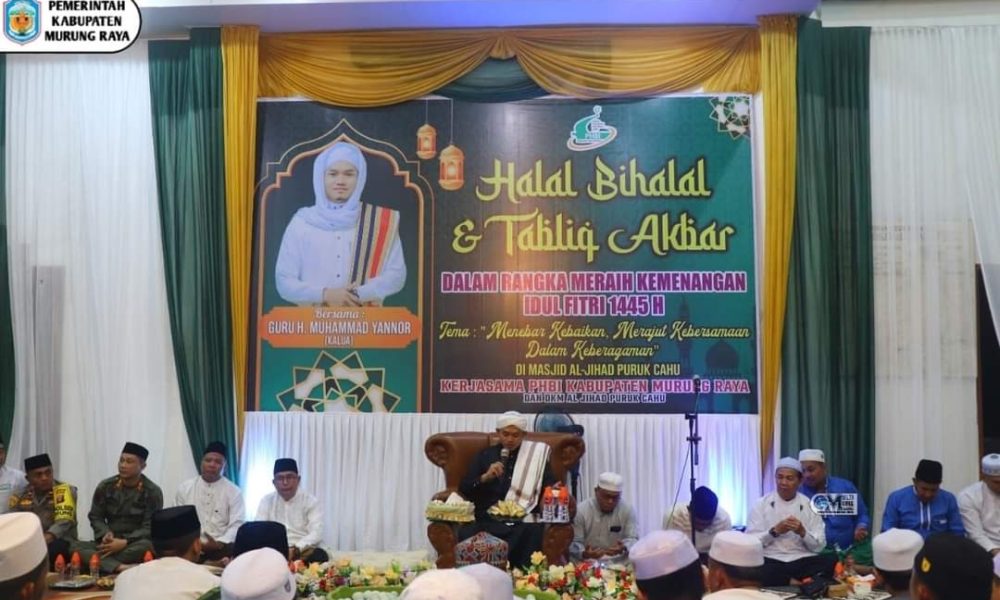 PEMERINTAH
KABUPATEN
MURUNG RAYA
PHBI
Halal Bihalal
& Tabliq Akbar
DALAM RANGKA MERAIH KEMENANGAN
IDUL FITRI 1445 H
Tema : "Menebar Kebaikan, Merajut Kebersamaan
Dalam Keberagaman"
DI MASJID AL-JIHAD PURUK CAHU
KERJASAMA PHBI KABUPATEN MURUNG RAYA
DAN DKM AL-JIHAD PURUK CAHU
Bersama :
GURU H. MUHAMMAD YANNOR
(KALUA)